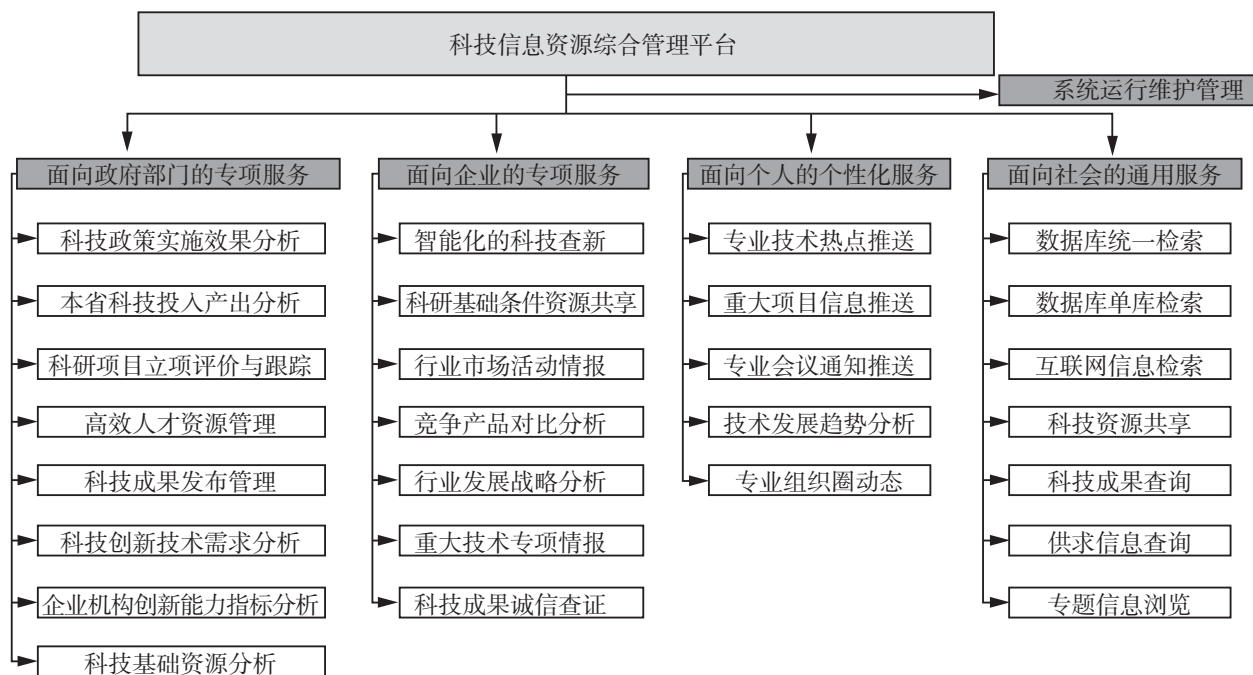 科技信息资源综合管理平台
系统运行维护管理
面向政府部门的专项服务
科技政策实施效果分析
本省科技投入产出分析
科研项目立项评价与跟踪
高效人才资源管理
科技成果发布管理
科技创新技术需求分析
企业机构创新能力指标分析
科技基础资源分析
面向企业的专项服务
智能化的科技查新
科研基础条件资源共享
行业市场活动情报
竞争产品对比分析
行业发展战略分析
重大技术专项情报
科技成果诚信查证
面向个人的个性化服务
专业技术热点推送
重大项目信息推送
专业会议通知推送
技术发展趋势分析
专业组织圈动态
面向社会的通用服务
数据库统一检索
数据库单库检索
互联网信息检索
科技资源共享
科技成果查询
供求信息查询
专题信息浏览